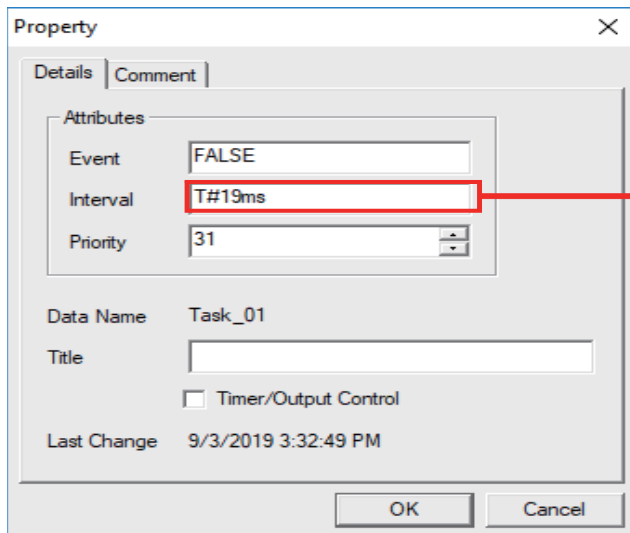 Property
Details Comment
Attributes
Event FALSE
Interval T#19ms
Priority 31
Data Name Task_01
Title
Timer/Output Control
Last Change 9/3/2019 3:32:49 PM
OK Cancel